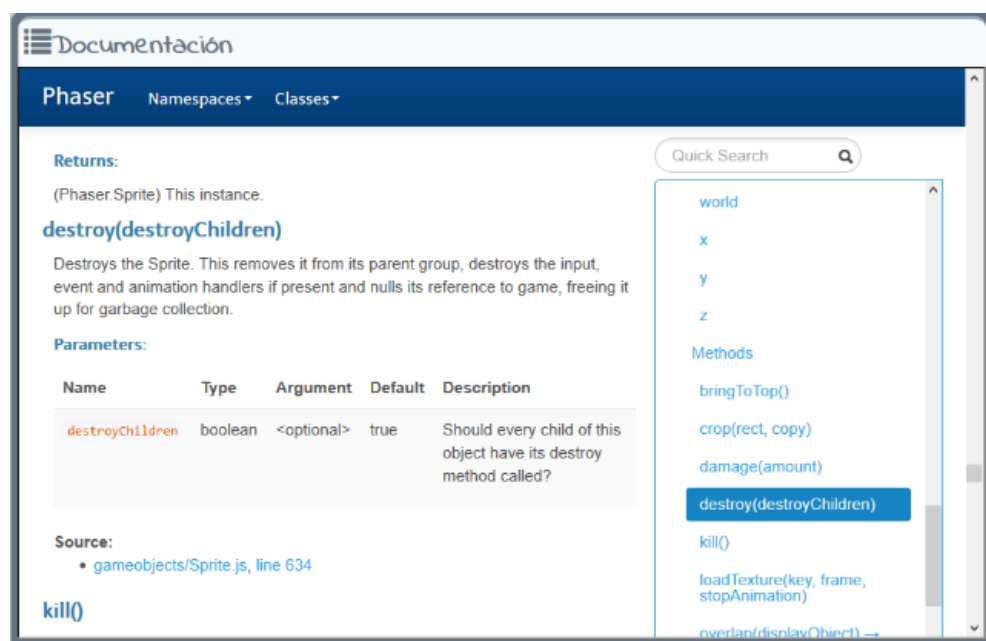 Documentación
Phaser Namespaces Classes
Returns:
(Phaser.Sprite) This instance.
destroy(destroyChildren)
Destroys the Sprite. This removes it from its parent group, destroys the input,
event and animation handlers if present and nulls its reference to game, freeing it
up for garbage collection.
Parameters:
Name Type Argument Default Description
destroyChildren boolean <optional> true Should every child of this
object have its destroy
method called?
Source:
• gameobjects/Sprite.js, line 634
kill()
Quick Search
world
x
y
z
Methods
bringToTop()
crop(rect, copy)
damage(amount)
destroy(destroyChildren)
kill()
loadTexture(key, frame,
stopAnimation)
overlap(displayObject) →